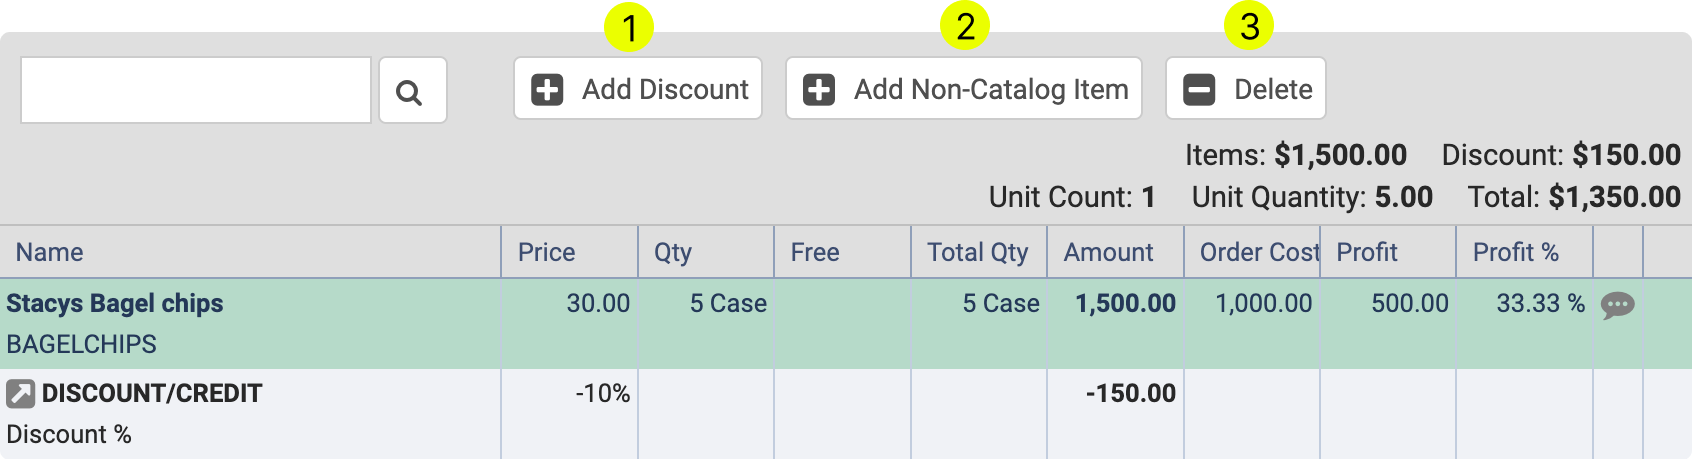 1 2 3
Add Discount Add Non-Catalog Item Delete
Items: $1,500.00 Discount: $150.00
Unit Count: 1 Unit Quantity: 5.00 Total: $1,350.00
Name Price Qty Free Total Qty Amount Order Cost Profit Profit %
Stacys Bagel chips 30.00 5 Case 5 Case 1,500.00 1,000.00 500.00 33.33 %
BAGELCHIPS
DISCOUNT/CREDIT -10% -150.00
Discount %